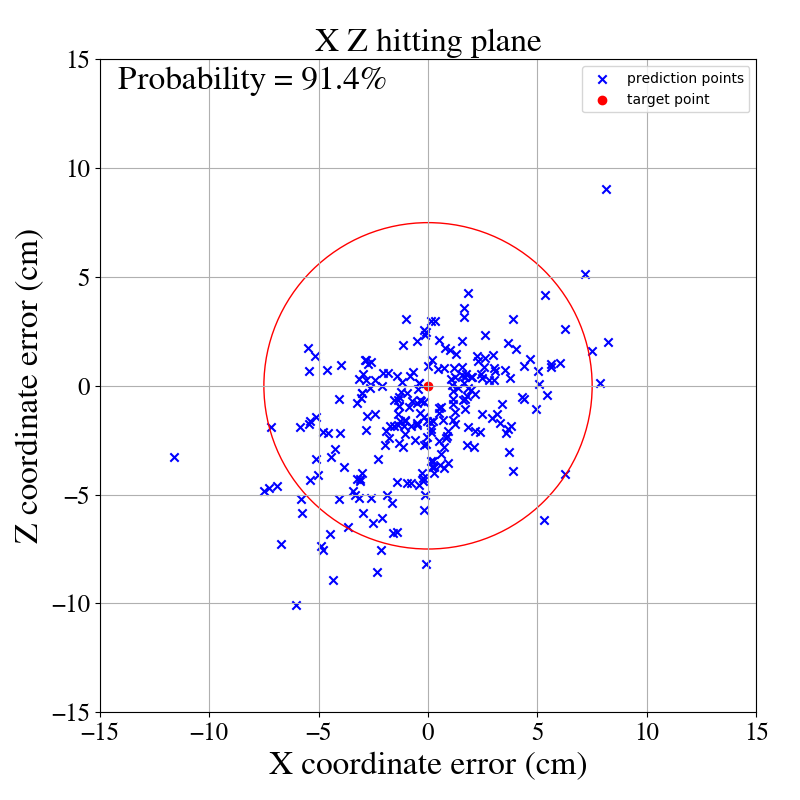 X Z hitting plane
Probability = 91.4%
prediction points
target point
15
10
5
0
−5
−10
−15
Z coordinate error (cm)
−15 −10 −5 0 5 10 15
X coordinate error (cm)